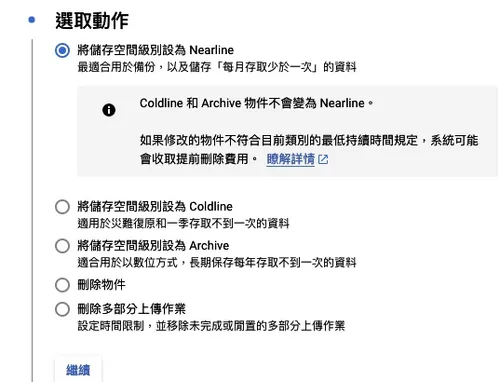 選取動作
將儲存空間級別設為 Nearline
最適合用於備份，以及儲存「每月存取少於一次」的資料
Coldline 和 Archive 物件不會變為 Nearline。
如果修改的物件不符合目前類別的最低持續時間規定，系統可能
會收取提前刪除費用。 瞭解詳情
將儲存空間級別設為 Coldline
適用於災難復原和一季存取不到一次的資料
將儲存空間級別設為 Archive
適合用於以數位方式，長期保存每年存取不到一次的資料
刪除物件
刪除多部分上傳作業
設定時間限制，並移除未完成或閒置的多部分上傳作業
繼續